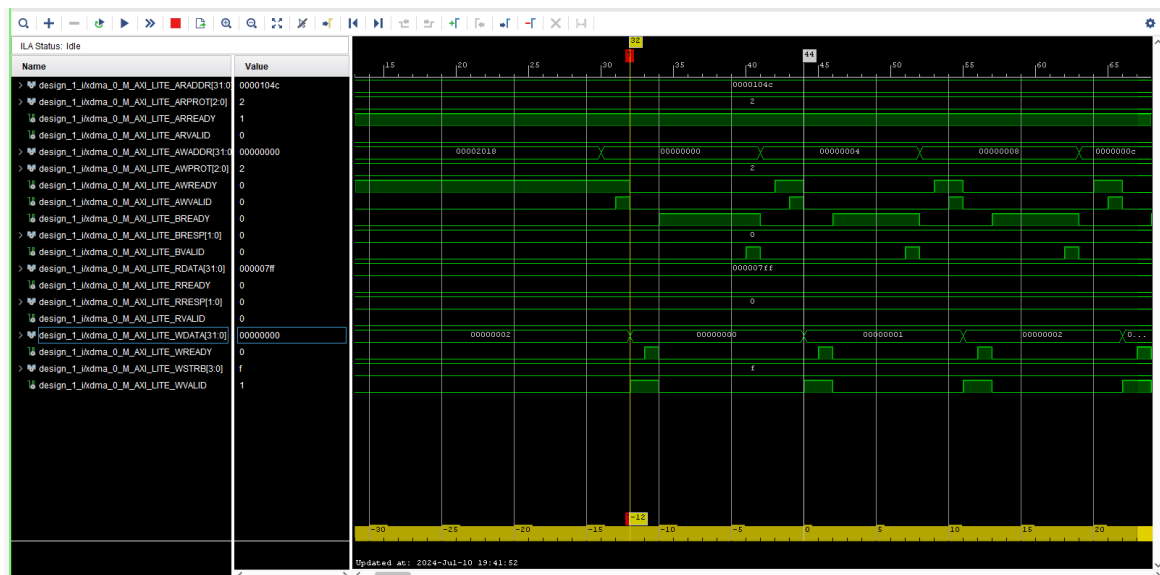 ILA Status: Idle
Name Value
design_1_i/xdma_0_M_AXI_LITE_ARADDR[31:0 0000104c
design_1_i/xdma_0_M_AXI_LITE_ARPROT[2:0] 2
design_1_i/xdma_0_M_AXI_LITE_ARREADY 1
design_1_i/xdma_0_M_AXI_LITE_ARVALID 0
design_1_i/xdma_0_M_AXI_LITE_AWADDR[31:0 00000000
design_1_i/xdma_0_M_AXI_LITE_AWPROT[2:0] 2
design_1_i/xdma_0_M_AXI_LITE_AWREADY 0
design_1_i/xdma_0_M_AXI_LITE_AWVALID 0
design_1_i/xdma_0_M_AXI_LITE_BREADY 0
design_1_i/xdma_0_M_AXI_LITE_BRESP[1:0] 0
design_1_i/xdma_0_M_AXI_LITE_BVALID 0
design_1_i/xdma_0_M_AXI_LITE_RDATA[31:0] 000007ff
design_1_i/xdma_0_M_AXI_LITE_RREADY 0
design_1_i/xdma_0_M_AXI_LITE_RRESP[1:0] 0
design_1_i/xdma_0_M_AXI_LITE_RVALID 0
design_1_i/xdma_0_M_AXI_LITE_WDATA[31:0] 00000000
design_1_i/xdma_0_M_AXI_LITE_WREADY 0
design_1_i/xdma_0_M_AXI_LITE_WSTRB[3:0] f
design_1_i/xdma_0_M_AXI_LITE_WVALID 1
32
44
15 20 25 30 35 40 45 50 55 60 65
0000104c
2
00002018 00000000 00000004 00000008 0000000c
2
0
000007ff
0
00000002 00000000 00000001 00000002 0...
f
-12
-30 -25 -20 -15 -10 -5 0 5 10 15 20
Updated at: 2024-Jul-10 19:41:52